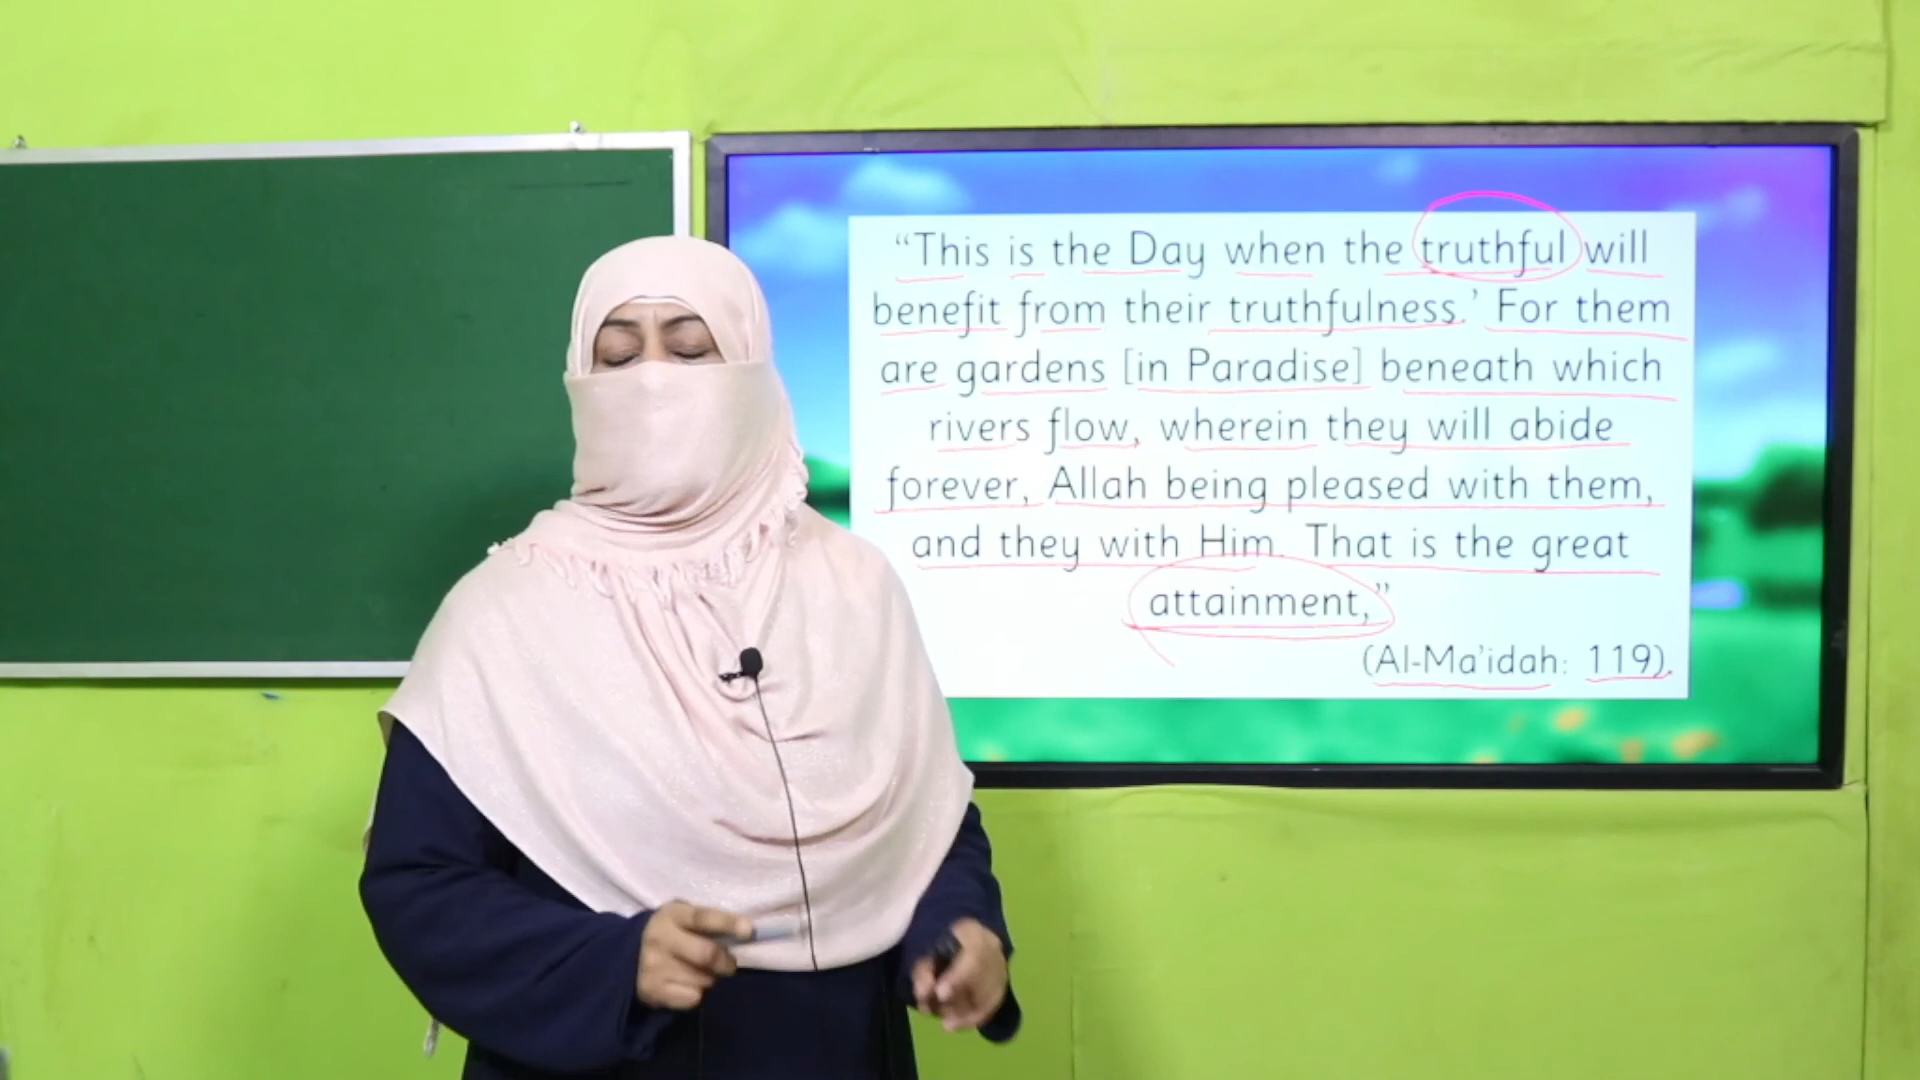 “This is the Day when the truthful will
benefit from their truthfulness.’ For them
are gardens [in Paradise] beneath which
rivers flow, wherein they will abide
forever, Allah being pleased with them,
and they with Him. That is the great
attainment,”
(Al-Ma’idah: 119).